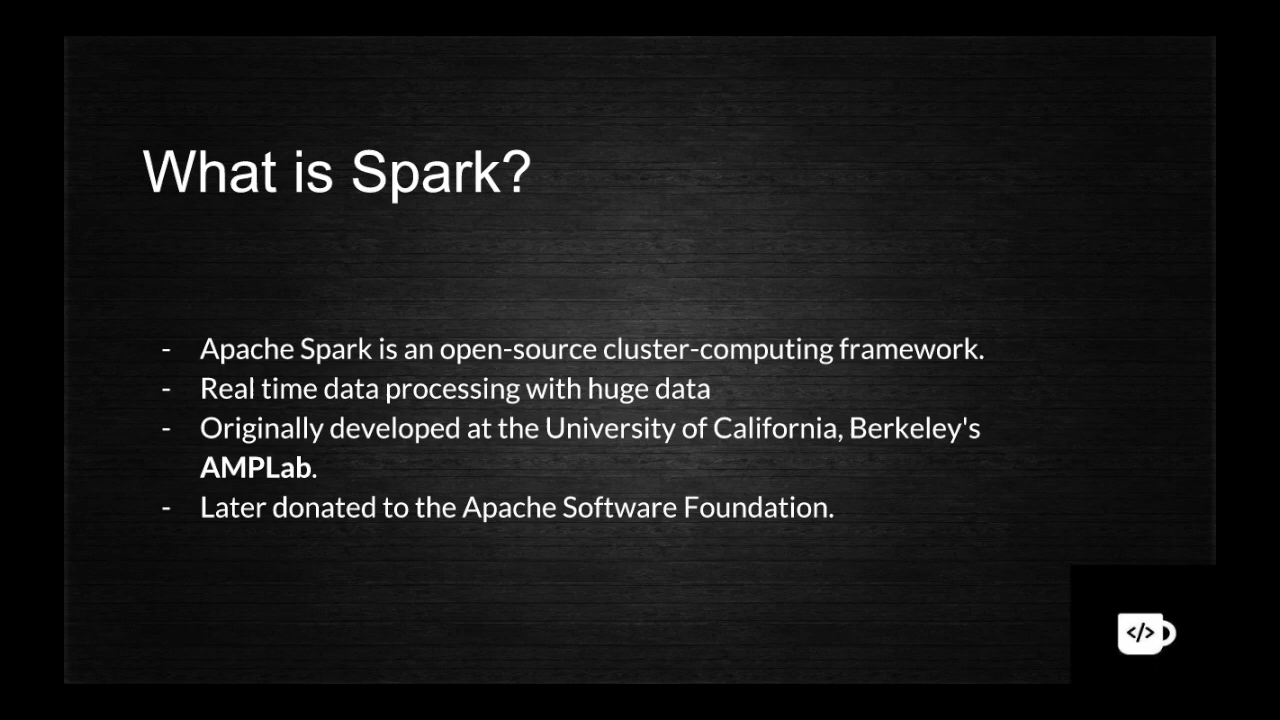 What is Spark?
- Apache Spark is an open-source cluster-computing framework.
- Real time data processing with huge data
- Originally developed at the University of California, Berkeley's
AMPLab.
- Later donated to the Apache Software Foundation.
</>